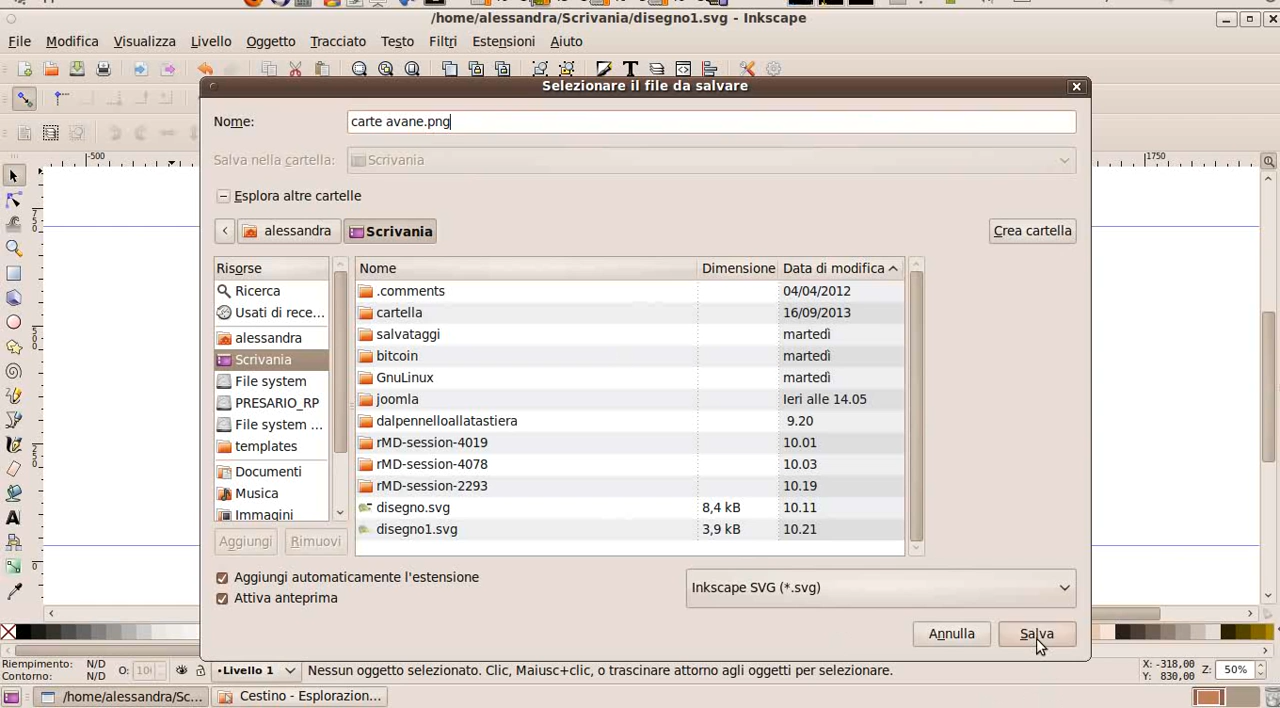 /home/alessandra/Scrivania/disegno1.svg - Inkscape
File Modifica Visualizza Livello Oggetto Tracciato Testo Filtri Estensioni Aiuto
Selezionare il file da salvare
Nome: carte avane.png
Salva nella cartella: Scrivania
Esplora altre cartelle
alessandra Scrivania Crea cartella
Risorse Nome Dimensione Data di modifica
Ricerca .comments 04/04/2012
Usati di rece... cartella 16/09/2013
alessandra salvataggi martedì
Scrivania bitcoin martedì
File system GnuLinux martedì
PRESARIO_RP joomla Ieri alle 14.05
File system ... dalpennelloallatastiera 9.20
templates rMD-session-4019 10.01
Documenti rMD-session-4078 10.03
Musica rMD-session-2293 10.19
Immagini disegno.svg 8,4 kB 10.11
disegno1.svg 3,9 kB 10.21
Aggiungi Rimuovi
Aggiungi automaticamente l'estensione Inkscape SVG (*.svg)
Attiva anteprima
Annulla Salva
-500 1750
Riempimento: N/D O: Livello 1 Nessun oggetto selezionato. Clic, Maiusc+clic, o trascinare attorno agli oggetti per selezionare. X: -318,00 Z: 50%
Contorno: N/D Y: 830,00
/home/alessandra/Sc... Cestino - Esplorazion...